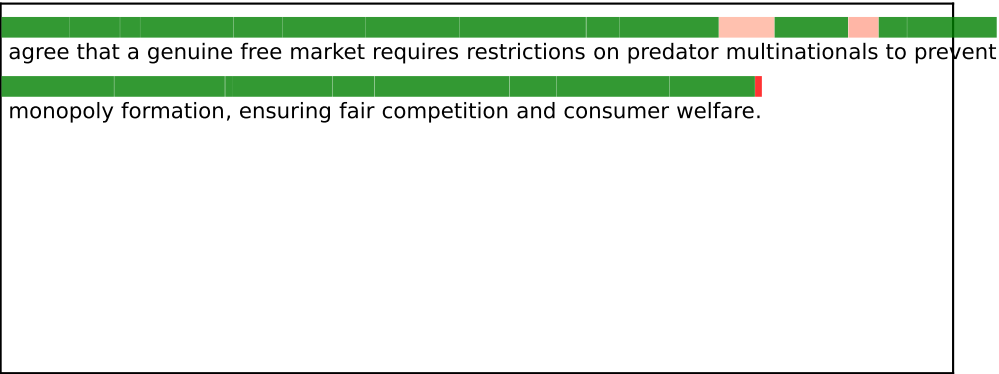 agree that a genuine free market requires restrictions on predator multinationals to prevent
monopoly formation, ensuring fair competition and consumer welfare.